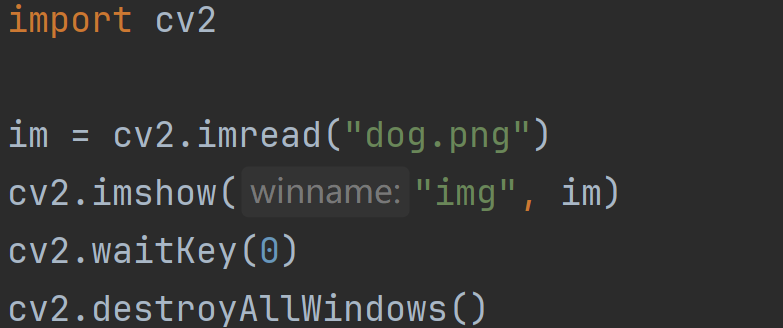 import cv2
im = cv2.imread("dog.png")
cv2.imshow( winname: "img", im)
cv2.waitKey(0)
cv2.destroyAllWindows()